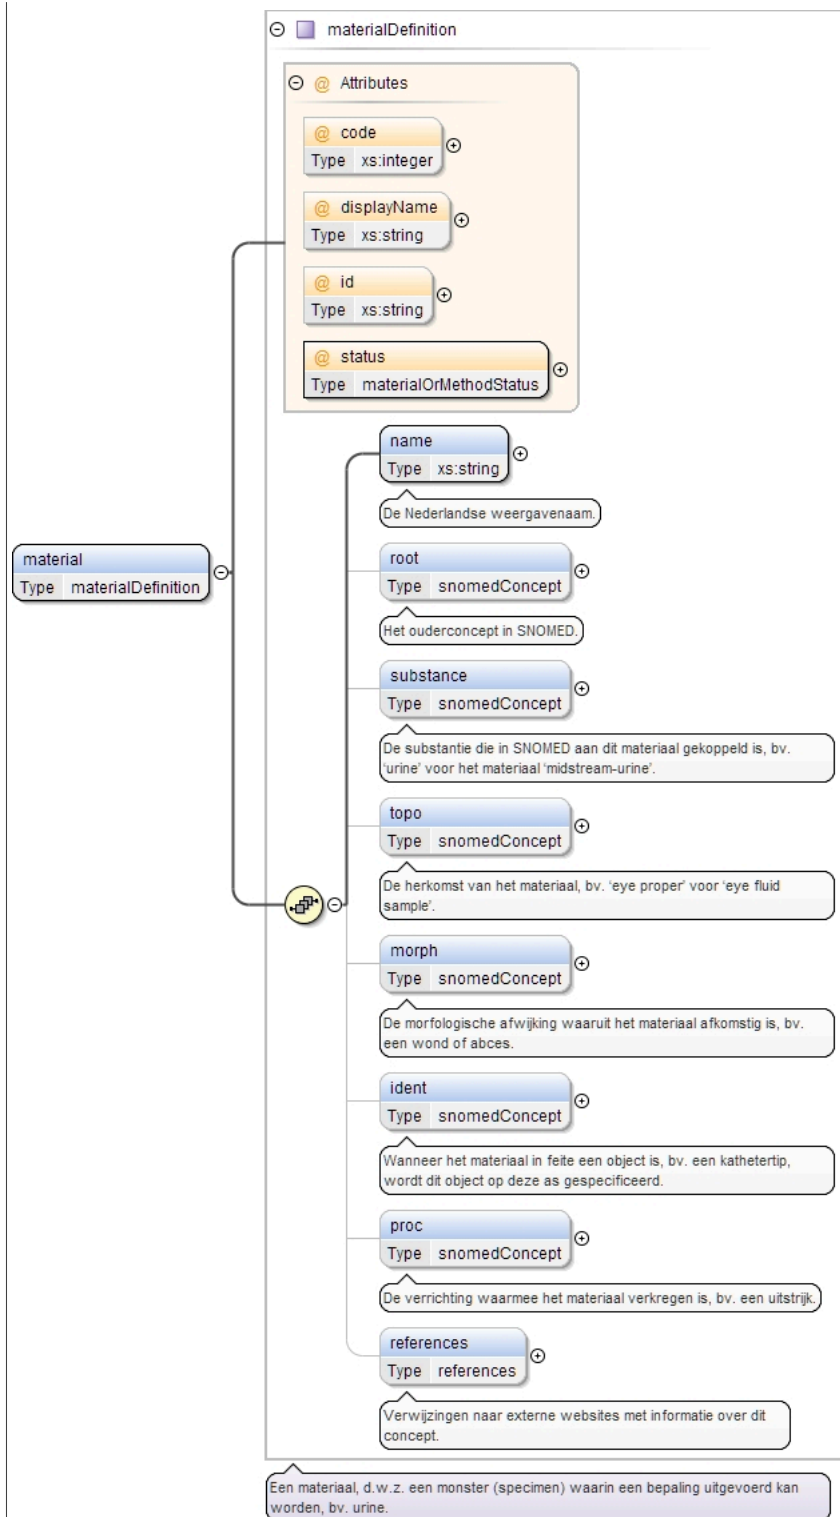 materialDefinition
@ Attributes
@ code
Type xs:integer
@ displayName
Type xs:string
@ id
Type xs:string
@ status
Type materialOrMethodStatus
name
Type xs:string
De Nederlandse weergavenaam.
material
Type materialDefinition
root
Type snomedConcept
Het ouderconcept in SNOMED.
substance
Type snomedConcept
De substantie die in SNOMED aan dit materiaal gekoppeld is, bv.
‘urine’ voor het materiaal ‘midstream-urine’.
topo
Type snomedConcept
De herkomst van het materiaal, bv. ‘eye proper’ voor ‘eye fluid
sample’.
morph
Type snomedConcept
De morfologische afwijking waaruit het materiaal afkomstig is, bv.
een wond of abces.
ident
Type snomedConcept
Wanneer het materiaal in feite een object is, bv. een kathetertip,
wordt dit object op deze as gespecificeerd.
proc
Type snomedConcept
De verrichting waarmee het materiaal verkregen is, bv. een uitstrijk.
references
Type references
Verwijzingen naar externe websites met informatie over dit
concept.
Een materiaal, d.w.z. een monster (specimen) waarin een bepaling uitgevoerd kan
worden, bv. urine.